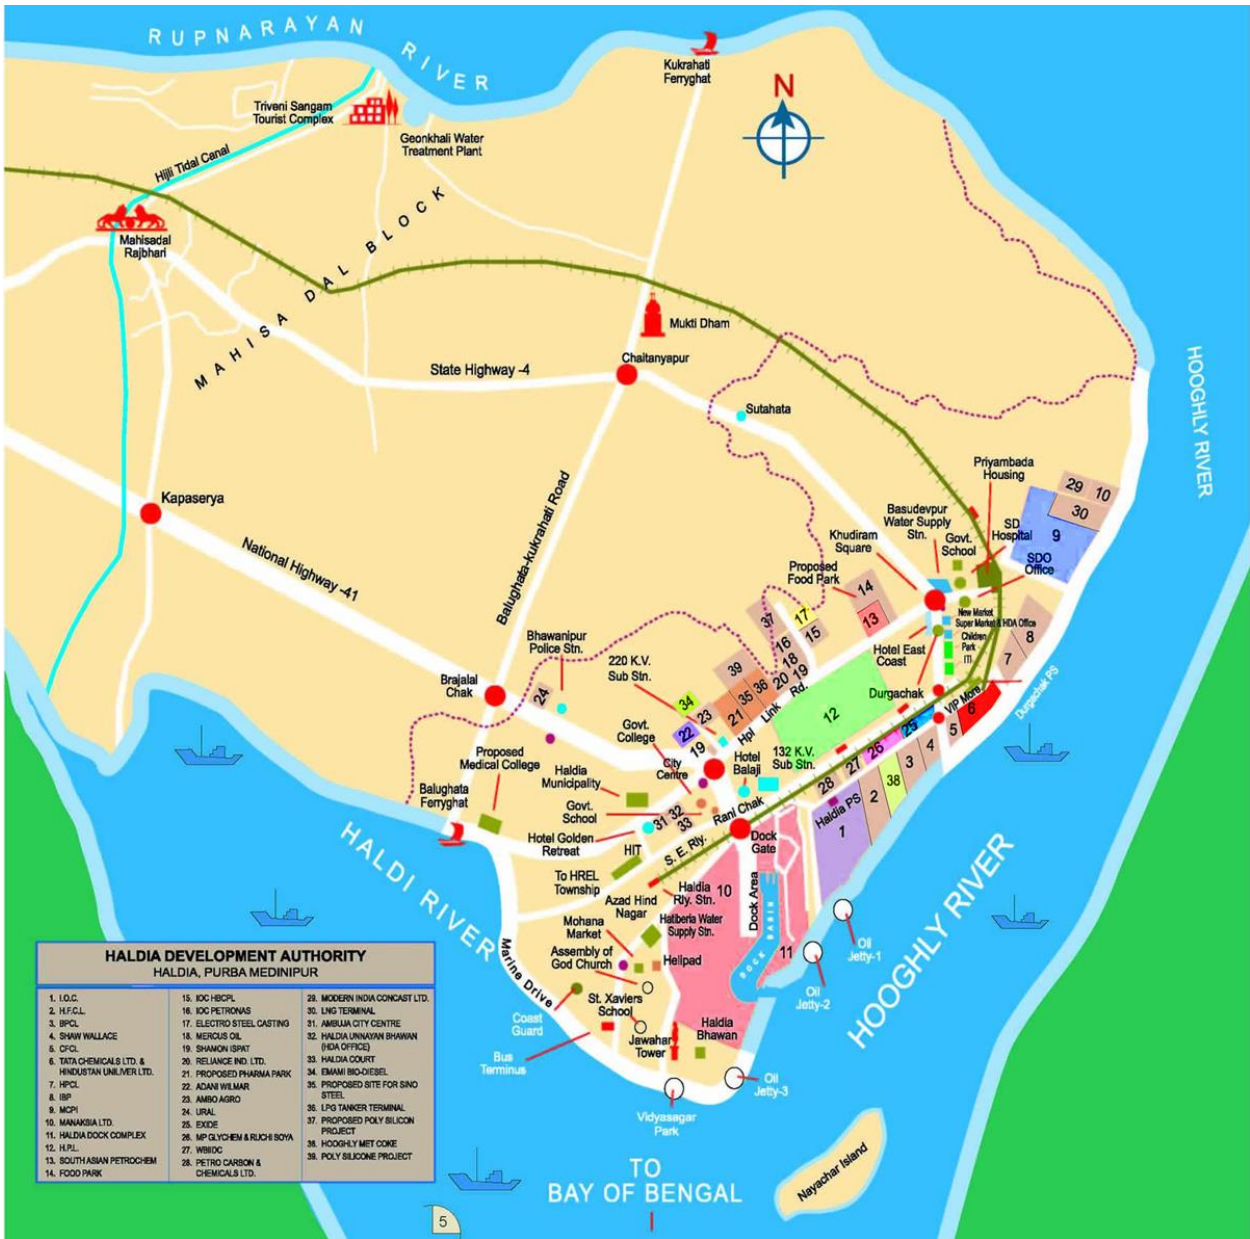 RUPNARAYAN
RIVER
Kukrahati
Ferryghat
N
Triveni Sangam
Tourist Complex
Geonkhali Water
Treatment Plant
Hijli Tidal Canal
Mahisadal
Rajbhari
MAHISA DAL BLOCK
Mukti Dham
Chaitanyapur
State Highway -4
Sutahata
HOOGHLY RIVER
Kapaserya
National Highway -41
Balughata-kukrahati Road
Priyambada
Housing
29
10
30
9
Basudevpur
Water Supply
Stn.
SD
Hospital
Govt.
School
Khudiram
Square
SDO
Office
Proposed
Food Park
14
13
37
17
16
15
18
19
20
New Market
Super Market & HDA Office
Children
Park
ITI
8
7
Hotel East
Coast
Durgachak
Durgachak PS
VIP More
6
5
Bhawanipur
Police Stn.
220 K.V.
Sub Stn.
39
36
35
21
34
23
22
19
Hpl Link Rd.
12
Brajalal
Chak
24
Govt.
College
City
Centre
Hotel
Balaji
132 K.V.
Sub Stn.
25
26
27
28
4
3
38
2
Haldia PS
1
Proposed
Medical College
Haldia
Municipality
Balughata
Ferryghat
Govt.
School
31
32
33
Rani Chak
Hotel Golden
Retreat
HIT
S. E. Rly.
Dock
Gate
To HREL
Township
Haldia
Rly. Stn.
10
Dock Area
DOCK BASIN
11
Azad Hind
Nagar
Hatiberia Water
Supply Stn.
Mohana
Market
Helipad
Assembly of
God Church
St. Xaviers
School
Jawahar
Tower
Haldia
Bhawan
HALDI RIVER
Marine Drive
Coast
Guard
Bus
Terminus
Oil
Jetty-1
Oil
Jetty-2
Oil
Jetty-3
HOOGHLY RIVER
Vidyasagar
Park
Nayachar Island
TO
BAY OF BENGAL
5
HALDIA DEVELOPMENT AUTHORITY
HALDIA, PURBA MEDINIPUR
1. I.O.C.
2. H.F.C.L.
3. BPCL
4. SHAW WALLACE
5. CFCL
6. TATA CHEMICALS LTD. &
HINDUSTAN UNILIVER LTD.
7. HPCL
8. IBP
9. MCPI
10. MANAKSIA LTD.
11. HALDIA DOCK COMPLEX
12. H.P.L.
13. SOUTH ASIAN PETROCHEM
14. FOOD PARK
15. IOC HBCPL
16. IOC PETRONAS
17. ELECTRO STEEL CASTING
18. MERCUS OIL
19. SHAMON ISPAT
20. RELIANCE IND. LTD.
21. PROPOSED PHARMA PARK
22. ADANI WILMAR
23. AMBO AGRO
24. URAL
25. EXIDE
26. MP GLYCHEM & RUCHI SOYA
27. WBIIDC
28. PETRO CARBON &
CHEMICALS LTD.
29. MODERN INDIA CONCAST LTD.
30. LNG TERMINAL
31. AMBUJA CITY CENTRE
32. HALDIA UNNAYAN BHAWAN
(HDA OFFICE)
33. HALDIA COURT
34. EMAMI BIO-DIESEL
35. PROPOSED SITE FOR SINO
STEEL
36. LPG TANKER TERMINAL
37. PROPOSED POLY SILICON
PROJECT
38. HOOGHLY MET COKE
39. POLY SILICONE PROJECT